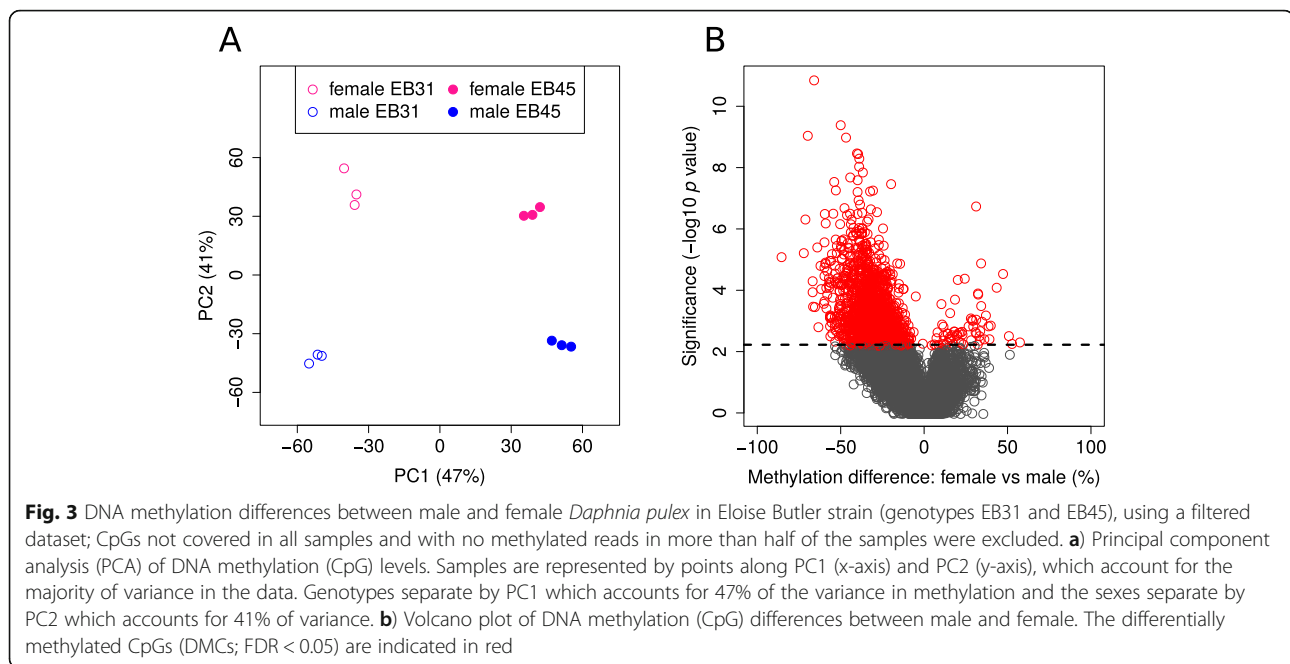 A
female EB31
female EB45
male EB31
male EB45
60
30
0
−30
−60
PC2 (41%)
−60
−30
0
30
60
PC1 (47%)
B
10
8
6
4
2
0
Significance (−log10 p value)
−100
−50
0
50
100
Methylation difference: female vs male (%)
Fig. 3 DNA methylation differences between male and female Daphnia pulex in Eloise Butler strain (genotypes EB31 and EB45), using a filtered
dataset; CpGs not covered in all samples and with no methylated reads in more than half of the samples were excluded. a) Principal component
analysis (PCA) of DNA methylation (CpG) levels. Samples are represented by points along PC1 (x-axis) and PC2 (y-axis), which account for the
majority of variance in the data. Genotypes separate by PC1 which accounts for 47% of the variance in methylation and the sexes separate by
PC2 which accounts for 41% of variance. b) Volcano plot of DNA methylation (CpG) differences between male and female. The differentially
methylated CpGs (DMCs; FDR < 0.05) are indicated in red